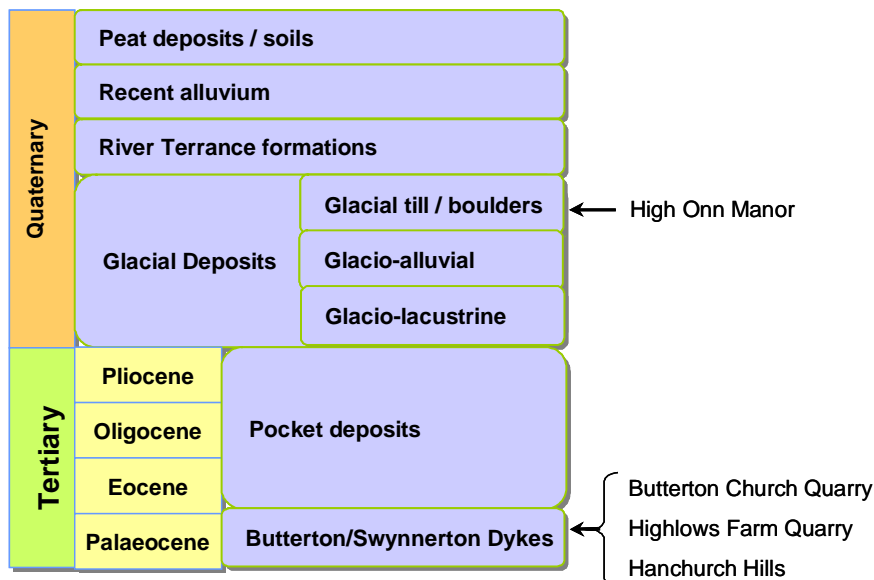 Quaternary
Peat deposits / soils
Recent alluvium
River Terrance formations
Glacial Deposits
Glacial till / boulders
High Onn Manor
Glacio-alluvial
Glacio-lacustrine
Tertiary
Pliocene
Oligocene
Eocene
Palaeocene
Pocket deposits
Butterton/Swynnerton Dykes
Butterton Church Quarry
Highlows Farm Quarry
Hanchurch Hills